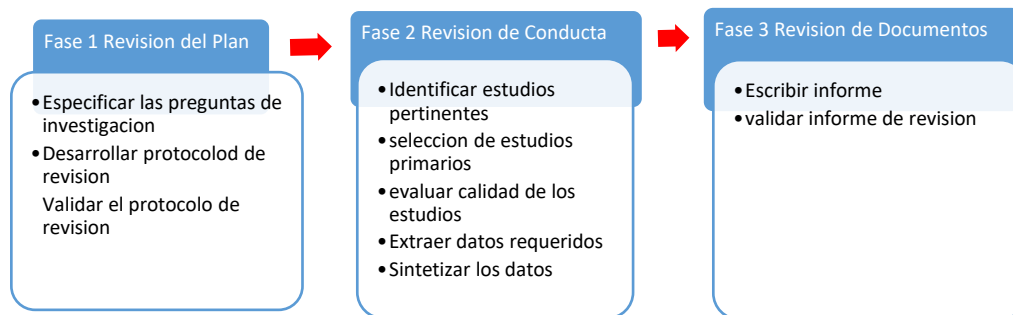 Fase 1 Revision del Plan
•Especificar las preguntas de
investigacion
•Desarrollar protocolod de
revision
Validar el protocolo de
revision
Fase 2 Revision de Conducta
•Identificar estudios
pertinentes
•seleccion de estudios
primarios
•evaluar calidad de los
estudios
•Extraer datos requeridos
•Sintetizar los datos
Fase 3 Revision de Documentos
•Escribir informe
•validar informe de revision